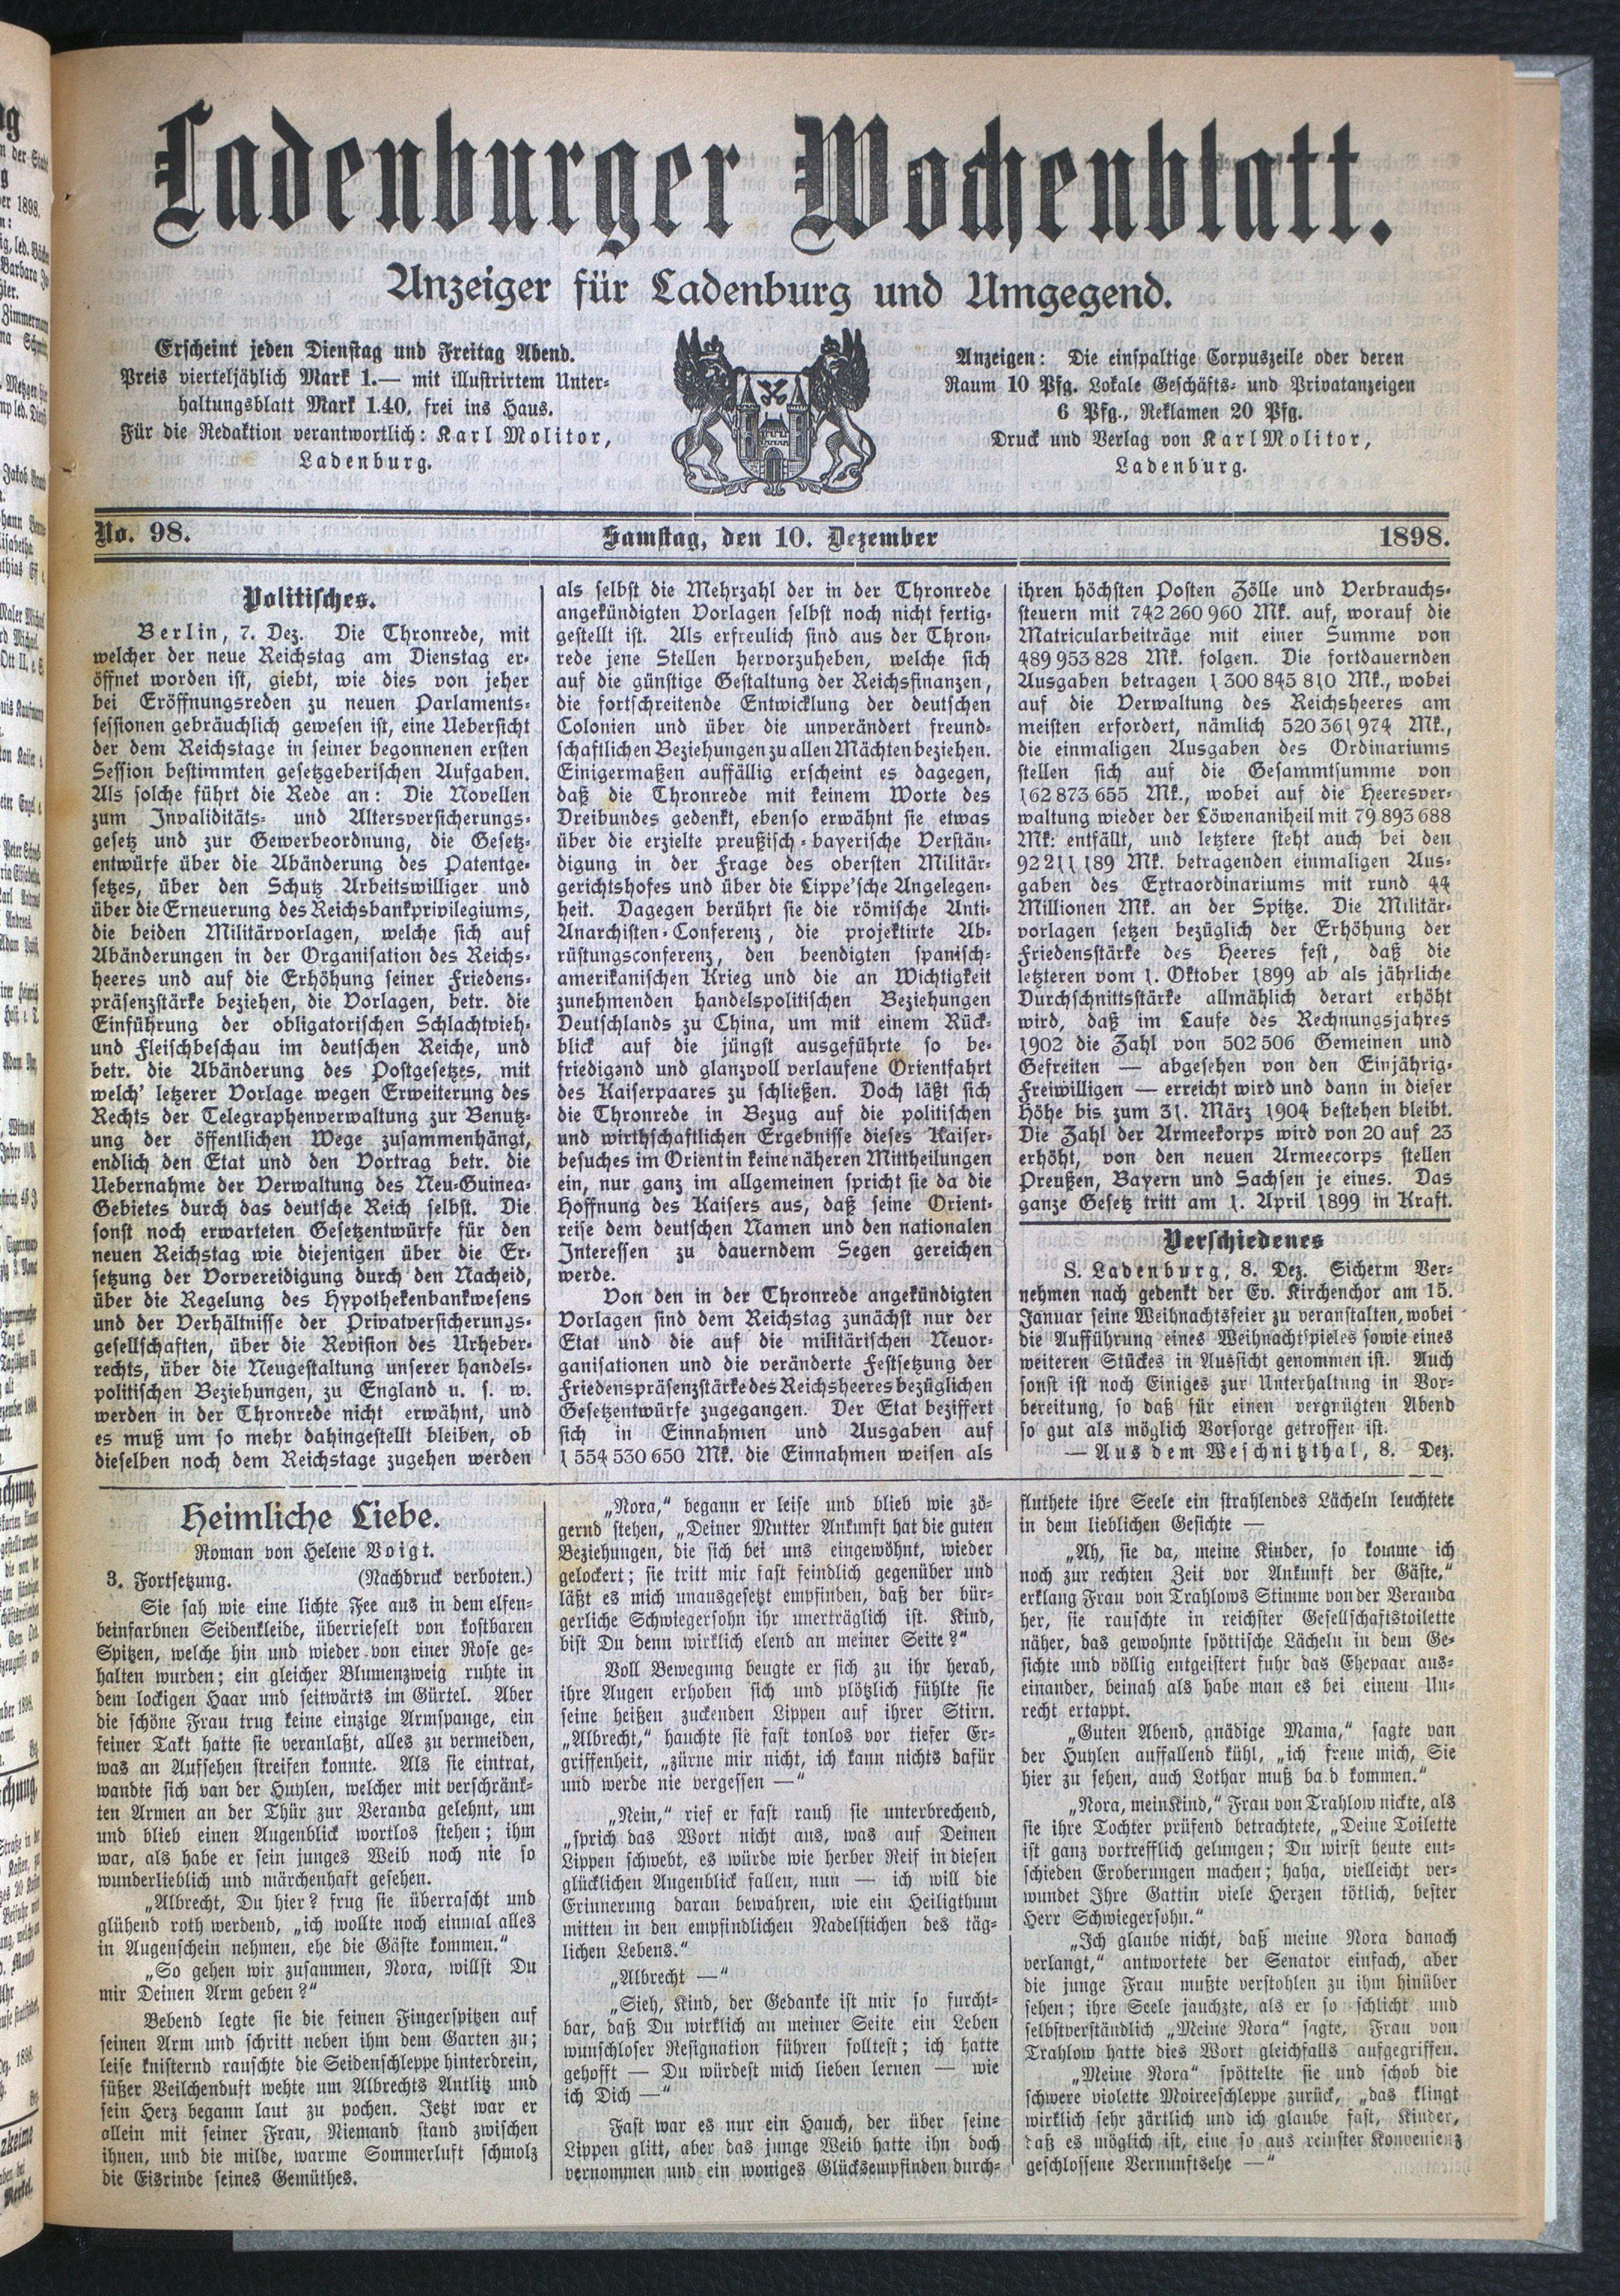 Ladenburger Wochenblatt.
Anzeiger für Ladenburg und Umgegend.
Erscheint jeden Dienstag und Freitag Abend.
Preis vierteljährlich Mark 1.— mit illustrirtem Unter-
haltungsblatt Mark 1.40, frei ins Haus.
Für die Redaktion verantwortlich: Karl Molitor,
Ladenburg.
Anzeigen: Die einspaltige Corpuszeile oder deren
Raum 10 Pfg. Lokale Geschäfts- und Privatanzeigen
6 Pfg., Reklamen 20 Pfg.
Druck und Verlag von Karl Molitor,
Ladenburg.
No. 98. Samstag, den 10. Dezember 1898.
Politisches.
Berlin, 7. Dez. Die Thronrede, mit
welcher der neue Reichstag am Dienstag er-
öffnet worden ist, giebt, wie dies von jeher
bei Eröffnungsreden zu neuen Parlaments-
sessionen gebräuchlich gewesen ist, eine Uebersicht
der dem Reichstage in seiner begonnenen ersten
Session bestimmten gesetzgeberischen Aufgaben.
Als solche führt die Rede an: Die Novellen
zum Invaliditäts- und Altersversicherungs-
gesetz und zur Gewerbeordnung, die Gesetz-
entwürfe über die Abänderung des Patentge-
setzes, über den Schutz Arbeitswilliger und
über die Erneuerung des Reichsbankprivilegiums,
die beiden Militärvorlagen, welche sich auf
Abänderungen in der Organisation des Reichs-
heeres und auf die Erhöhung seiner Friedens-
präsenzstärke beziehen, die Vorlagen, betr. die
Einführung der obligatorischen Schlachtvieh-
und Fleischbeschau im deutschen Reiche, und
betr. die Abänderung des Postgesetzes, mit
welch' letzerer Vorlage wegen Erweiterung des
Rechts der Telegraphenverwaltung zur Benutz-
ung der öffentlichen Wege zusammenhängt,
endlich den Etat und den Vortrag betr. die
Uebernahme der Verwaltung des Neu-Guinea-
Gebietes durch das deutsche Reich selbst. Die
sonst noch erwarteten Gesetzentwürfe für den
neuen Reichstag wie diejenigen über die Er-
setzung der Vorvereidigung durch den Nacheid,
über die Regelung des Hypothekenbankwesens
und der Verhältnisse der Privatversicherungs-
gesellschaften, über die Revision des Urheber-
rechts, über die Neugestaltung unserer handels-
politischen Beziehungen, zu England u. s. w.
werden in der Thronrede nicht erwähnt, und
es muß um so mehr dahingestellt bleiben, ob
dieselben noch dem Reichstage zugehen werden
als selbst die Mehrzahl der in der Thronrede
angekündigten Vorlagen selbst noch nicht fertig-
gestellt ist. Als erfreulich sind aus der Thron-
rede jene Stellen hervorzuheben, welche sich
auf die günstige Gestaltung der Reichsfinanzen,
die fortschreitende Entwicklung der deutschen
Colonien und über die unverändert freund-
schaftlichen Beziehungen zu allen Mächten beziehen.
Einigermaßen auffällig erscheint es dagegen,
daß die Thronrede mit keinem Worte des
Dreibundes gedenkt, ebenso erwähnt sie etwas
über die erzielte preußisch-bayerische Verstän-
digung in der Frage des obersten Militär-
gerichtshofes und über die Lippe'sche Angelegen-
heit. Dagegen berührt sie die römische Anti-
Anarchisten-Conferenz, die projektirte Ab-
rüstungsconferenz, den beendigten spanisch-
amerikanischen Krieg und die an Wichtigkeit
zunehmenden handelspolitischen Beziehungen
Deutschlands zu China, um mit einem Rück-
blick auf die jüngst ausgeführte so be-
friedigend und glanzvoll verlaufene Orientfahrt
des Kaiserpaares zu schließen. Doch läßt sich
die Thronrede in Bezug auf die politischen
und wirthschaftlichen Ergebnisse dieses Kaiser-
besuches im Orient in keine näheren Mittheilungen
ein, nur ganz im allgemeinen spricht sie da die
Hoffnung des Kaisers aus, daß seine Orient-
reise dem deutschen Namen und den nationalen
Interessen zu dauerndem Segen gereichen
werde.
Von den in der Thronrede angekündigten
Vorlagen sind dem Reichstag zunächst nur der
Etat und die auf die militärischen Neuor-
ganisationen und die veränderte Festsetzung der
Friedenspräsenzstärke des Reichsheeres bezüglichen
Gesetzentwürfe zugegangen. Der Etat beziffert
sich in Einnahmen und Ausgaben auf
1 554 530 650 Mk. die Einnahmen weisen als
ihren höchsten Posten Zölle und Verbrauchs-
steuern mit 742 260 960 Mk. auf, worauf die
Matricularbeiträge mit einer Summe von
489 953 828 Mk. folgen. Die fortdauernden
Ausgaben betragen 1 300 845 810 Mk., wobei
auf die Verwaltung des Reichsheeres am
meisten erfordert, nämlich 520 361 974 Mk.,
die einmaligen Ausgaben des Ordinariums
stellen sich auf die Gesammtsumme von
162 873 655 Mk., wobei auf die Heeresver-
waltung wieder der Löwenantheil mit 79 893 688
Mk: entfällt, und letztere steht auch bei den
92 211 189 Mk. betragenden einmaligen Aus-
gaben des Extraordinariums mit rund 44
Millionen Mk. an der Spitze. Die Militär-
vorlagen setzen bezüglich der Erhöhung der
Friedensstärke des Heeres fest, daß die
letzteren vom 1. Oktober 1899 ab als jährliche
Durchschnittsstärke allmählich derart erhöht
wird, daß im Laufe des Rechnungsjahres
1902 die Zahl von 502 506 Gemeinen und
Gefreiten — abgesehen von den Einjährig-
Freiwilligen — erreicht wird und dann in dieser
Höhe bis zum 31. März 1904 bestehen bleibt.
Die Zahl der Armeekorps wird von 20 auf 23
erhöht, von den neuen Armeecorps stellen
Preußen, Bayern und Sachsen je eines. Das
ganze Gesetz tritt am 1. April 1899 in Kraft.
Verschiedenes
S. Ladenburg, 8. Dez. Sicherm Ver-
nehmen nach gedenkt der Ev. Kirchenchor am 15.
Januar seine Weihnachtsfeier zu veranstalten, wobei
die Aufführung eines Weihnachtspieles sowie eines
weiteren Stückes in Aussicht genommen ist. Auch
sonst ist noch Einiges zur Unterhaltung in Vor-
bereitung, so daß für einen vergnügten Abend
so gut als möglich Vorsorge getroffen ist.
— Aus dem Weschnitzthal, 8. Dez.
Heimliche Liebe.
Roman von Helene Voigt.
3. Fortsetzung. (Nachdruck verboten.)
Sie sah wie eine lichte Fee aus in dem elfen-
beinfarbnen Seidenkleide, überrieselt von kostbaren
Spitzen, welche hin und wieder von einer Rose ge-
halten wurden; ein gleicher Blumenzweig ruhte in
dem lockigen Haar und seitwärts im Gürtel. Aber
die schöne Frau trug keine einzige Armspange, ein
feiner Takt hatte sie veranlaßt, alles zu vermeiden,
was an Aufsehen streifen konnte. Als sie eintrat,
wandte sich van der Huylen, welcher mit verschränk-
ten Armen an der Thür zur Veranda gelehnt, um
und blieb einen Augenblick wortlos stehen; ihm
war, als habe er sein junges Weib noch nie so
wunderlieblich und märchenhaft gesehen.
„Albrecht, Du hier? frug sie überrascht und
glühend roth werdend, „ich wollte noch einmal alles
in Augenschein nehmen, ehe die Gäste kommen.“
„So gehen wir zusammen, Nora, willst Du
mir Deinen Arm geben?“
Bebend legte sie die feinen Fingerspitzen auf
seinen Arm und schritt neben ihm dem Garten zu;
leise knisternd rauschte die Seidenschleppe hinterdrein,
süßer Veilchenduft wehte um Albrechts Antlitz und
sein Herz begann laut zu pochen. Jetzt war er
allein mit seiner Frau, Niemand stand zwischen
ihnen, und die milde, warme Sommerluft schmolz
die Eisrinde seines Gemüthes.
„Nora,“ begann er leise und blieb wie zö-
gernd stehen, „Deiner Mutter Ankunft hat die guten
Beziehungen, die sich bei uns eingewöhnt, wieder
gelockert; sie tritt mir fast feindlich gegenüber und
läßt es mich unausgesetzt empfinden, daß der bür-
gerliche Schwiegersohn ihr unerträglich ist. Kind,
bist Du denn wirklich elend an meiner Seite?“
Voll Bewegung beugte er sich zu ihr herab,
ihre Augen erhoben sich und plötzlich fühlte sie
seine heißen zuckenden Lippen auf ihrer Stirn.
„Albrecht,“ hauchte sie fast tonlos vor tiefer Er-
griffenheit, „zürne mir nicht, ich kann nichts dafür
und werde nie vergessen —“
„Nein,“ rief er fast rauh sie unterbrechend,
„sprich das Wort nicht aus, was auf Deinen
Lippen schwebt, es würde wie herber Reif in diesen
glücklichen Augenblick fallen, nun — ich will die
Erinnerung daran bewahren, wie ein Heiligthum
mitten in den empfindlichen Nadelstichen des täg-
lichen Lebens.“
„Albrecht —“
„Sieh, Kind, der Gedanke ist mir so furcht-
bar, daß Du wirklich an meiner Seite ein Leben
wunschloser Resignation führen solltest; ich hatte
gehofft — Du würdest mich lieben lernen — wie
ich Dich —“
Fast war es nur ein Hauch, der über seine
Lippen glitt, aber das junge Weib hatte ihn doch
vernommen und ein woniges Glücksempfinden durch-
fluthete ihre Seele ein strahlendes Lächeln leuchtete
in dem lieblichen Gesichte —
„Ah, sie da, meine Kinder, so komme ich
noch zur rechten Zeit vor Ankunft der Gäste,“
erklang Frau von Trahlows Stimme von der Veranda
her, sie rauschte in reichster Gesellschaftstoilette
näher, das gewohnte spöttische Lächeln in dem Ge-
sichte und völlig entgeistert fuhr das Ehepaar aus-
einander, beinah als habe man es bei einem Un-
recht ertappt.
„Guten Abend, gnädige Mama,“ sagte van
der Huylen auffallend kühl, „ich freue mich, Sie
hier zu sehen, auch Lothar muß ba d kommen.“
„Nora, mein Kind,“ Frau von Trahlow nickte, als
sie ihre Tochter prüfend betrachtete, „Deine Toilette
ist ganz vortrefflich gelungen; Du wirst heute ent-
schieden Eroberungen machen; haha, vielleicht ver-
wundet Ihre Gattin viele Herzen tötlich, bester
Herr Schwiegersohn.“
„Ich glaube nicht, daß meine Nora danach
verlangt,“ antwortete der Senator einfach, aber
die junge Frau mußte verstohlen zu ihm hinüber
sehen; ihre Seele jauchzte, als er so schlicht und
selbstverständlich „Meine Nora“ sagte, Frau von
Trahlow hatte dies Wort gleichfalls aufgegriffen.
„Meine Nora“ spöttelte sie und schob die
schwere violette Moireeschleppe zurück, „das klingt
wirklich sehr zärtlich und ich glaube fast, Kinder,
daß es möglich ist, eine so aus reinster Konvenienz
geschlossene Vernunftsehe —“